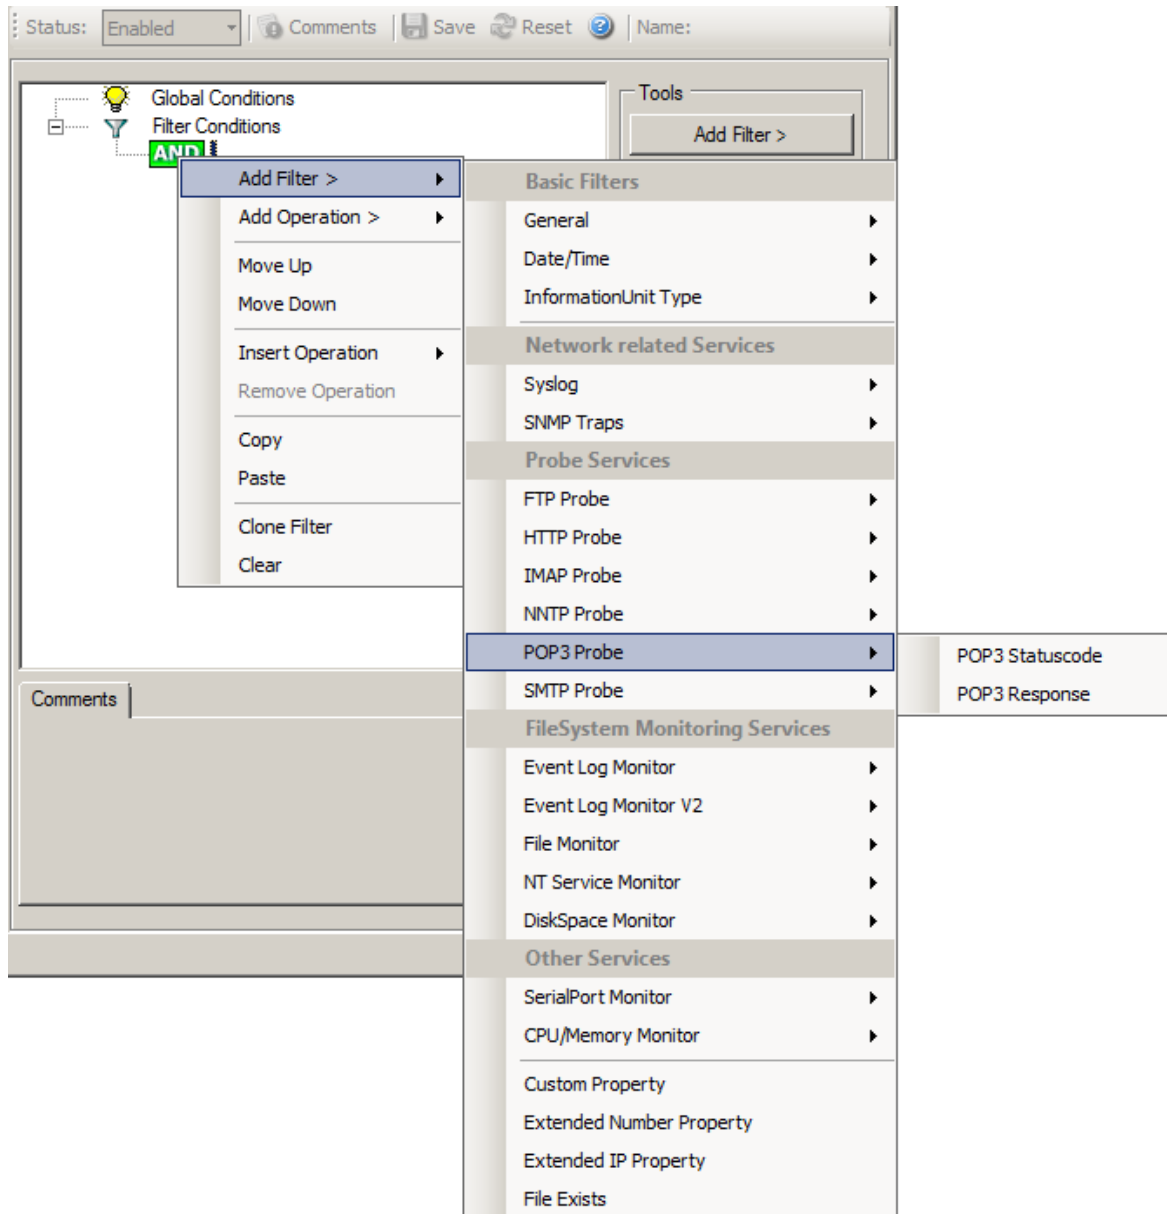 Status: Enabled Comments Save Reset Name:
Global Conditions
Filter Conditions
AND
Tools
Add Filter >
Add Filter >
Add Operation >
Move Up
Move Down
Insert Operation
Remove Operation
Copy
Paste
Clone Filter
Clear
Basic Filters
General
Date/Time
InformationUnit Type
Network related Services
Syslog
SNMP Traps
Probe Services
FTP Probe
HTTP Probe
IMAP Probe
NNTP Probe
POP3 Probe
SMTP Probe
FileSystem Monitoring Services
Event Log Monitor
Event Log Monitor V2
File Monitor
NT Service Monitor
DiskSpace Monitor
Other Services
SerialPort Monitor
CPU/Memory Monitor
Custom Property
Extended Number Property
Extended IP Property
File Exists
POP3 Statuscode
POP3 Response
Comments